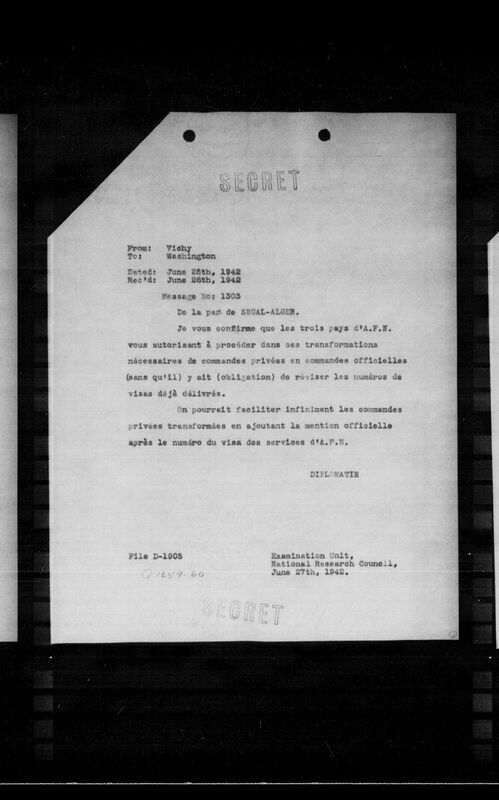 SECRET
From: Vichy
To: Washington
Dated: June 25th, 1942
Rec'd: June 26th, 1942
Message No: 1303
De la part de SEGAL-ALGER.
Je vous confirme que les trois pays d'A.F.N.
vous autorisant à procéder dans ces transformations
nécessaires de commandes privées en commandes officielles
(sans qu'il) y ait (obligation) de réviser les numéros de
visas déjà délivrés.
On pourrait faciliter infiniment les commandes
privées transformées en ajoutant la mention officielle
après le numéro du visa des services d'A.F.N.
DIPLOMATIE
File D-1905
Examination Unit,
National Research Council,
June 27th, 1942.
Q 1259-60
SECRET